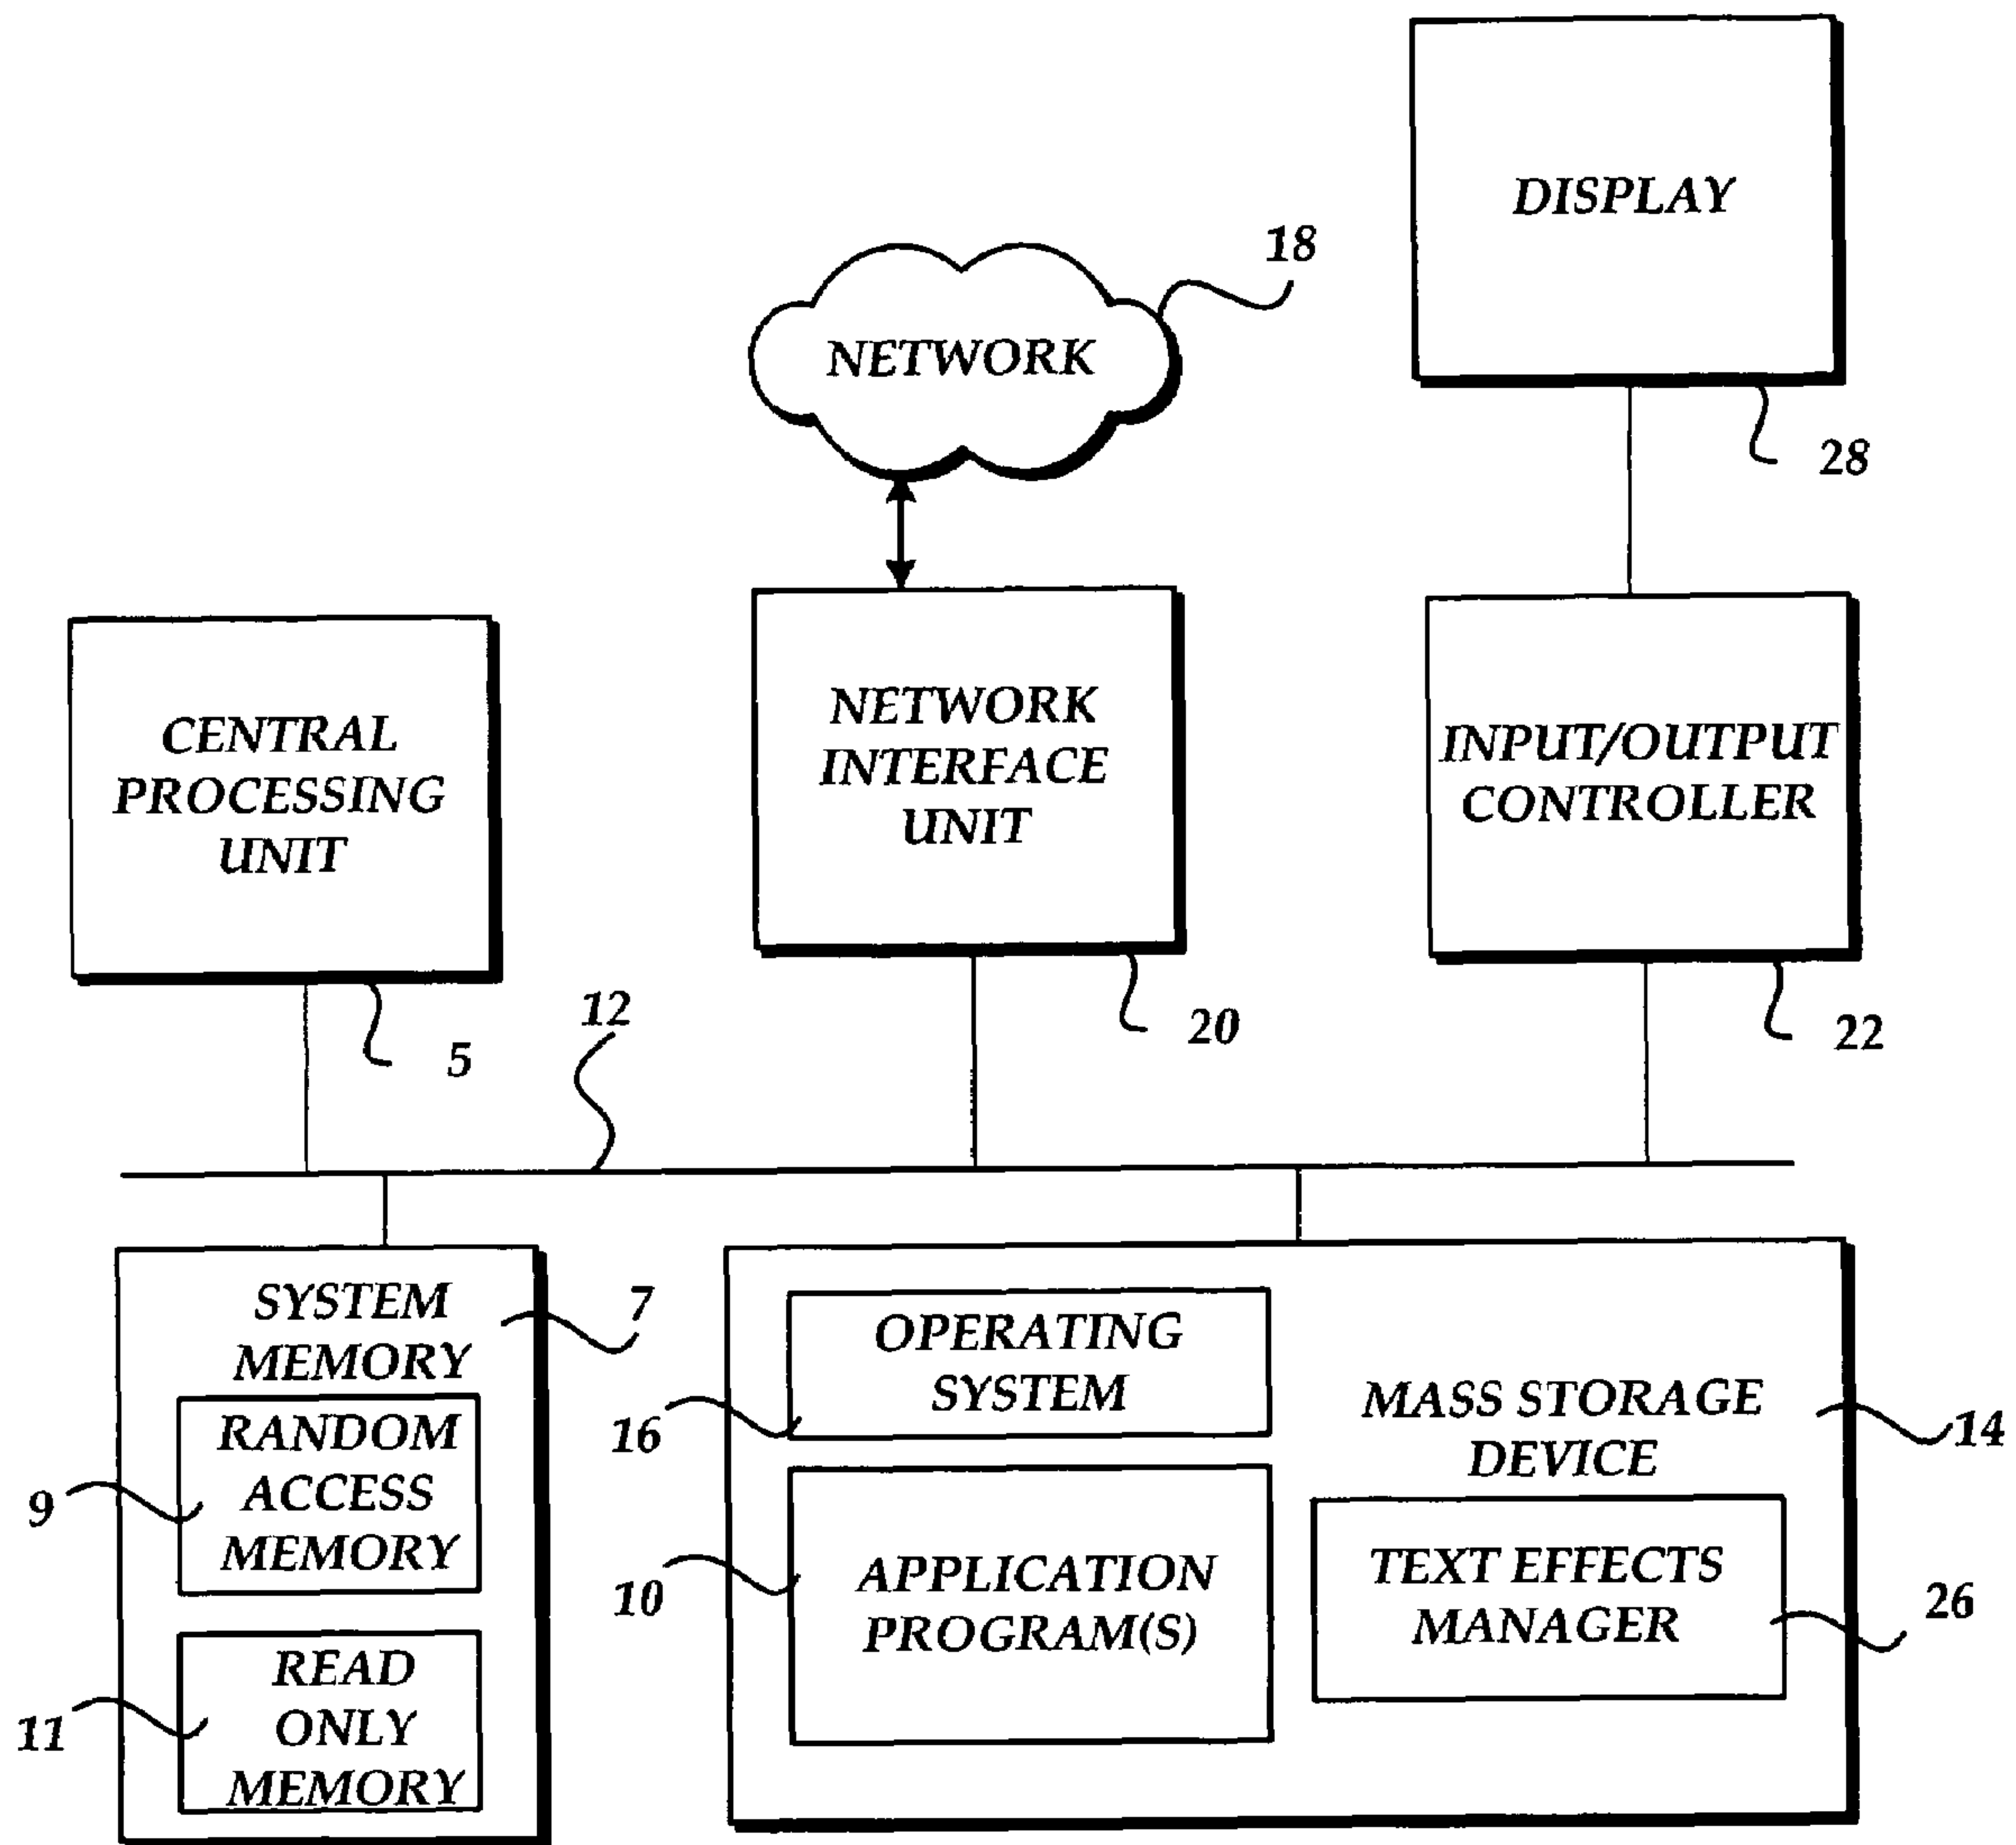 DISPLAY
28
18
NETWORK
CENTRAL
PROCESSING
UNIT
5
NETWORK
INTERFACE
UNIT
20
INPUT/OUTPUT
CONTROLLER
22
12
SYSTEM
MEMORY
7
RANDOM
ACCESS
MEMORY
9
READ
ONLY
MEMORY
11
OPERATING
SYSTEM
16
MASS STORAGE
DEVICE
14
APPLICATION
PROGRAM(S)
10
TEXT EFFECTS
MANAGER
26